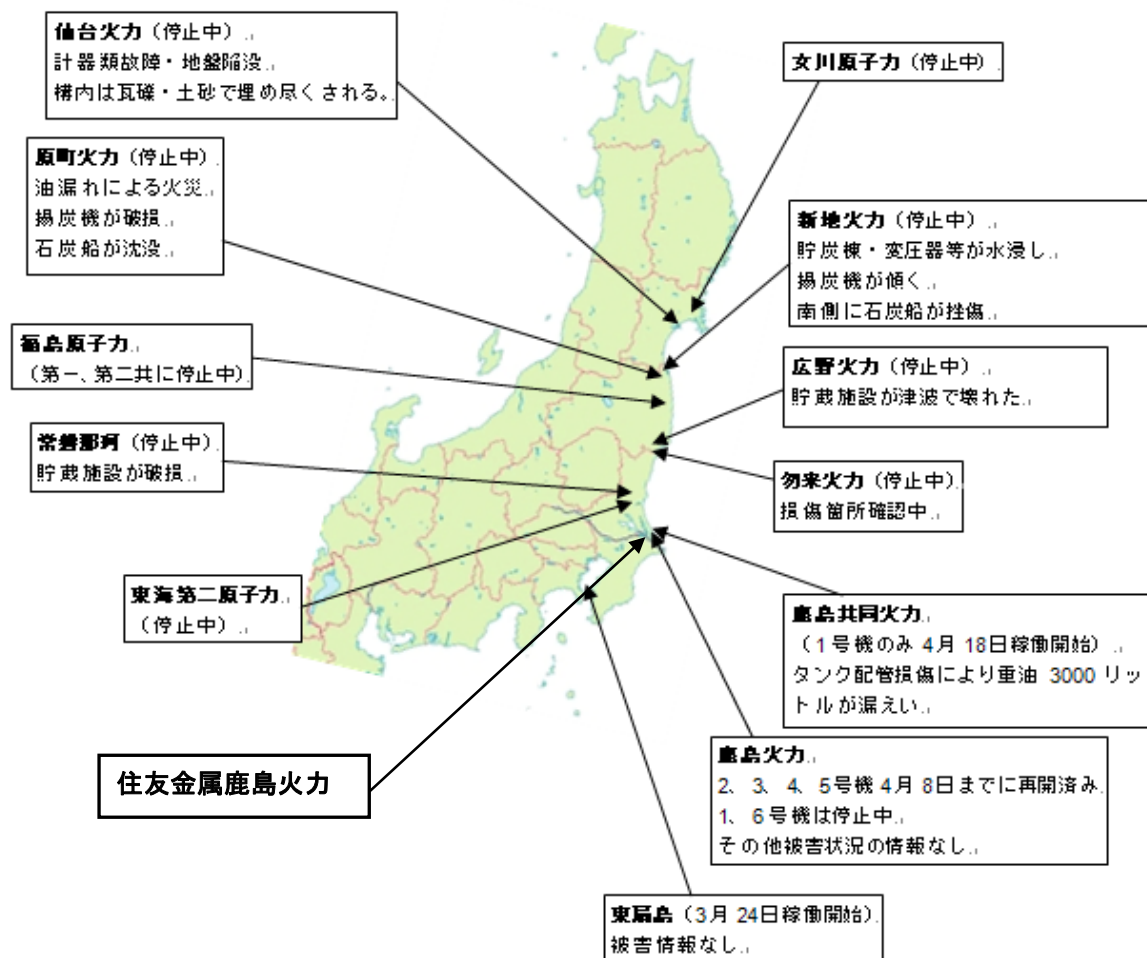 仙台火力（停止中）
計器類故障・地盤陥没
構内は瓦礫・土砂で埋め尽くされる。
女川原子力（停止中）
原町火力（停止中）
油漏れによる火災
揚炭機が破損
石炭船が沈没
新地火力（停止中）
貯炭棟・変圧器等が水浸し
揚炭機が傾く
南側に石炭船が挫傷
福島原子力
（第一、第二共に停止中）
広野火力（停止中）
貯蔵施設が津波で壊れた
常磐那珂（停止中）
貯蔵施設が破損
勿来火力（停止中）
損傷箇所確認中
東海第二原子力
（停止中）
鹿島共同火力
（1号機のみ 4月 18日稼働開始）
タンク配管損傷により重油 3000 リッ
トルが漏えい
住友金属鹿島火力
鹿島火力
2、3、4、5号機 4月 8日までに再開済み
1、6号機は停止中
その他被害状況の情報なし
東扇島（3月 24日稼働開始）
被害情報なし